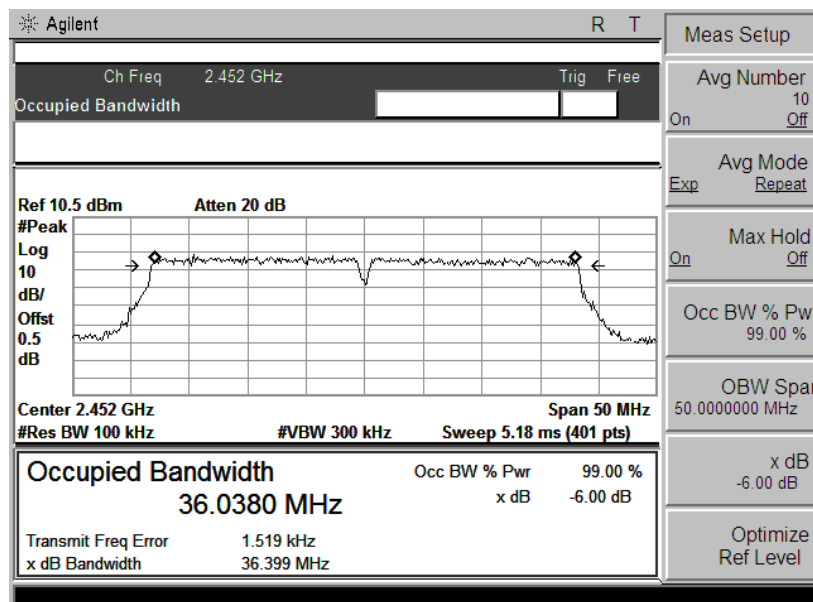 Agilent R T
Ch Freq 2.452 GHz Trig Free
Occupied Bandwidth
Ref 10.5 dBm Atten 20 dB
#Peak
Log
10
dB/
Offst
0.5
dB
Center 2.452 GHz Span 50 MHz
#Res BW 100 kHz #VBW 300 kHz Sweep 5.18 ms (401 pts)
Occupied Bandwidth Occ BW % Pwr 99.00 %
36.0380 MHz x dB -6.00 dB
Transmit Freq Error 1.519 kHz
x dB Bandwidth 36.399 MHz
Meas Setup
Avg Number
10
On Off
Avg Mode
Exp Repeat
Max Hold
On Off
Occ BW % Pw
99.00 %
OBW Spa
50.0000000 MHz
x dB
-6.00 dB
Optimize
Ref Level